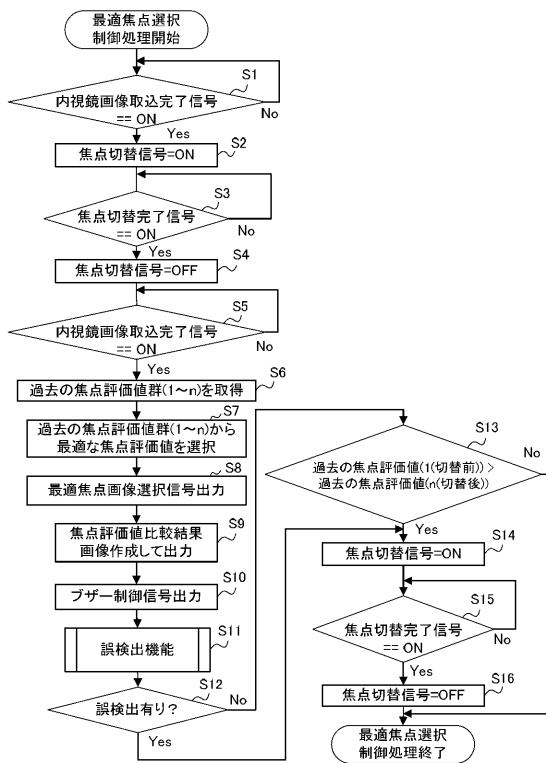 最適焦点選択
制御処理開始
S1
内視鏡画像取込完了信号
== ON
No
Yes
焦点切替信号=ON
S2
S3
焦点切替完了信号
== ON
No
Yes
焦点切替信号=OFF
S4
S5
内視鏡画像取込完了信号
== ON
No
Yes
過去の焦点評価値群(1～n)を取得
S6
S7
過去の焦点評価値群(1～n)から
最適な焦点評価値を選択
S8
最適焦点画像選択信号出力
S9
焦点評価値比較結果
画像作成して出力
S10
ブザー制御信号出力
S11
誤検出機能
S12
誤検出有り？
No
Yes
S13
過去の焦点評価値(1(切替前)) >
過去の焦点評価値(n(切替後))
No
Yes
S14
焦点切替信号=ON
S15
焦点切替完了信号
== ON
No
Yes
焦点切替信号=OFF
S16
最適焦点選択
制御処理終了